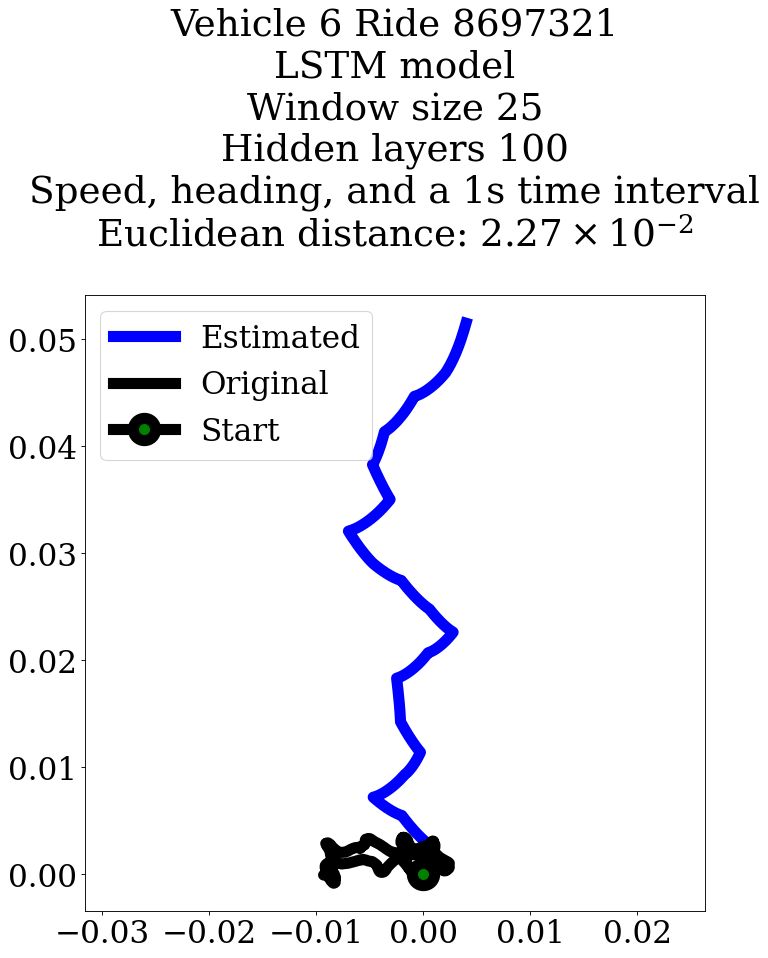 Vehicle 6 Ride 8697321
LSTM model
Window size 25
Hidden layers 100
Speed, heading, and a 1s time interval
Euclidean distance: 2.27 × 10⁻²
Estimated
Original
Start
0.05
0.04
0.03
0.02
0.01
0.00
−0.03 −0.02 −0.01 0.00 0.01 0.02